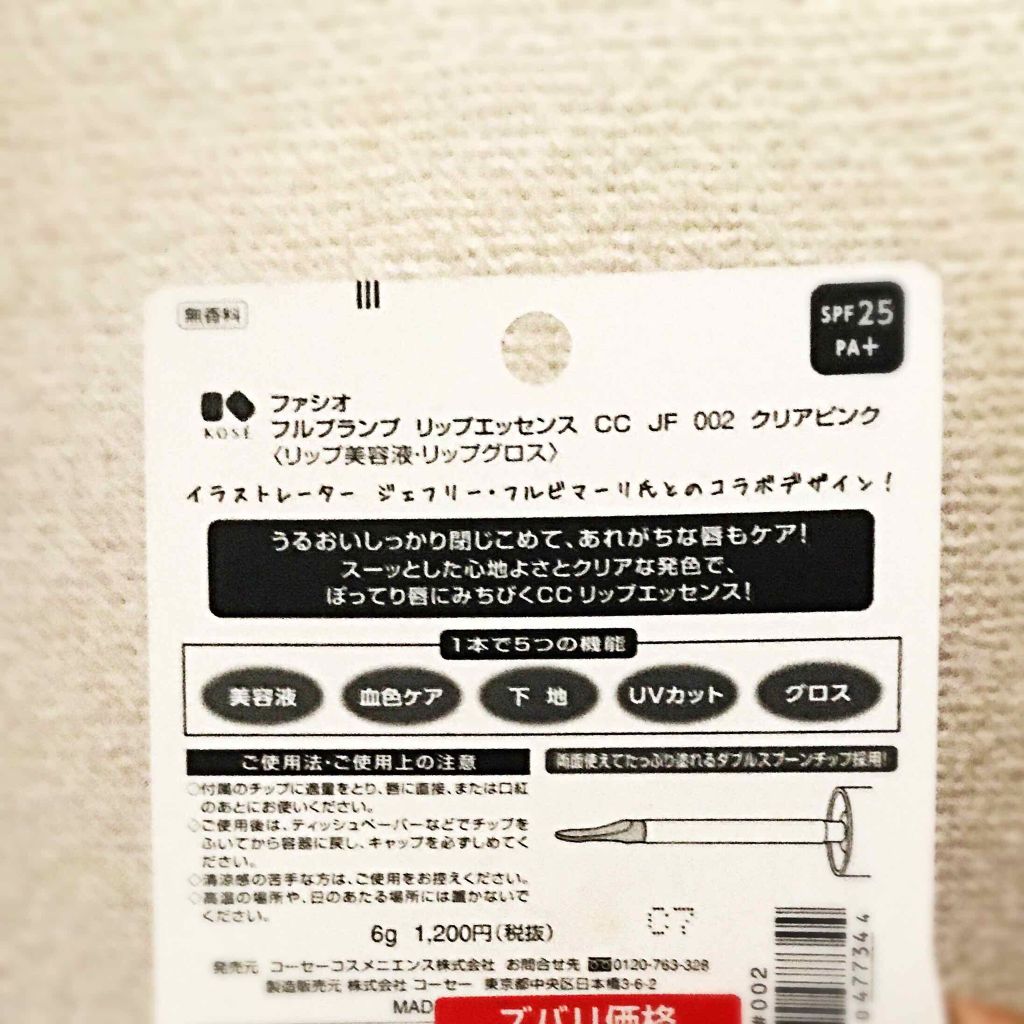 無香料
SPF25
PA+
KOSÉ
ファシオ
フルプランプ リップエッセンス CC JF 002 クリアピンク
〈リップ美容液・リップグロス〉
イラストレーター ジェフリー・フルビマーリ氏とのコラボデザイン!
うるおいしっかり閉じこめて、あれがちな唇もケア!
スーッとした心地よさとクリアな発色で、
ぽってり唇にみちびくCCリップエッセンス!
1本で5つの機能
美容液 血色ケア 下地 UVカット グロス
ご使用法・ご使用上の注意
◇付属のチップに適量をとり、唇に直接、または口紅
のあとにお使いください。
◇ご使用後は、ティッシュペーパーなどでチップを
ふいてから容器に戻し、キャップを必ずしめてく
ださい。
◇清涼感の苦手な方は、ご使用をお控えください。
◇高温の場所や、日のあたる場所には置かないで
ください。
両面使えてたっぷり塗れるダブルスプーンチップ採用!
C7
6g 1,200円(税抜)
発売元 コーセーコスメニエンス株式会社 お問合せ先 0120-763-328
製造販売元 株式会社 コーセー 東京都中央区日本橋3-6-2
MAD
ズバリ価格
#002
0477344